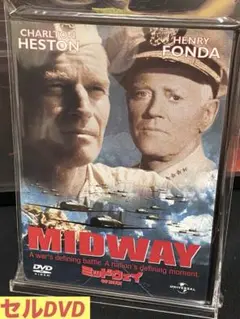 CHARLTON HESTON
HENRY FONDA
MIDWAY
A war's defining battle. A nation's defining moment.
ミッドウェイ
DVD
VIDEO
UNIVERSAL
セルDVD